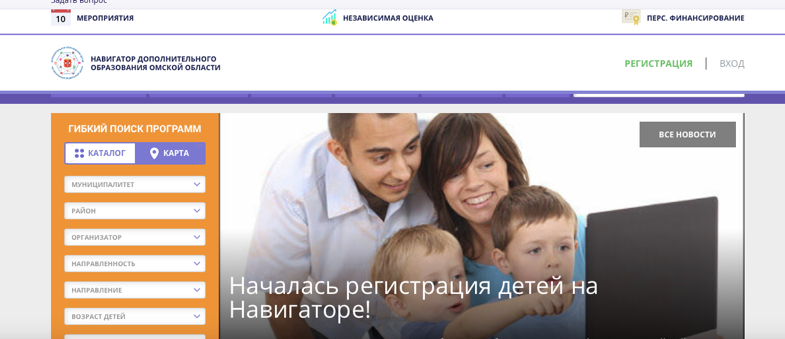 Задать вопрос
10 МЕРОПРИЯТИЯ
НЕЗАВИСИМАЯ ОЦЕНКА
ПЕРС. ФИНАНСИРОВАНИЕ
НАВИГАТОР ДОПОЛНИТЕЛЬНОГО
ОБРАЗОВАНИЯ ОМСКОЙ ОБЛАСТИ
РЕГИСТРАЦИЯ
ВХОД
ГИБКИЙ ПОИСК ПРОГРАММ
КАТАЛОГ
КАРТА
МУНИЦИПАЛИТЕТ
РАЙОН
ОРГАНИЗАТОР
НАПРАВЛЕННОСТЬ
НАПРАВЛЕНИЕ
ВОЗРАСТ ДЕТЕЙ
ВСЕ НОВОСТИ
Началась регистрация детей на
Навигаторе!